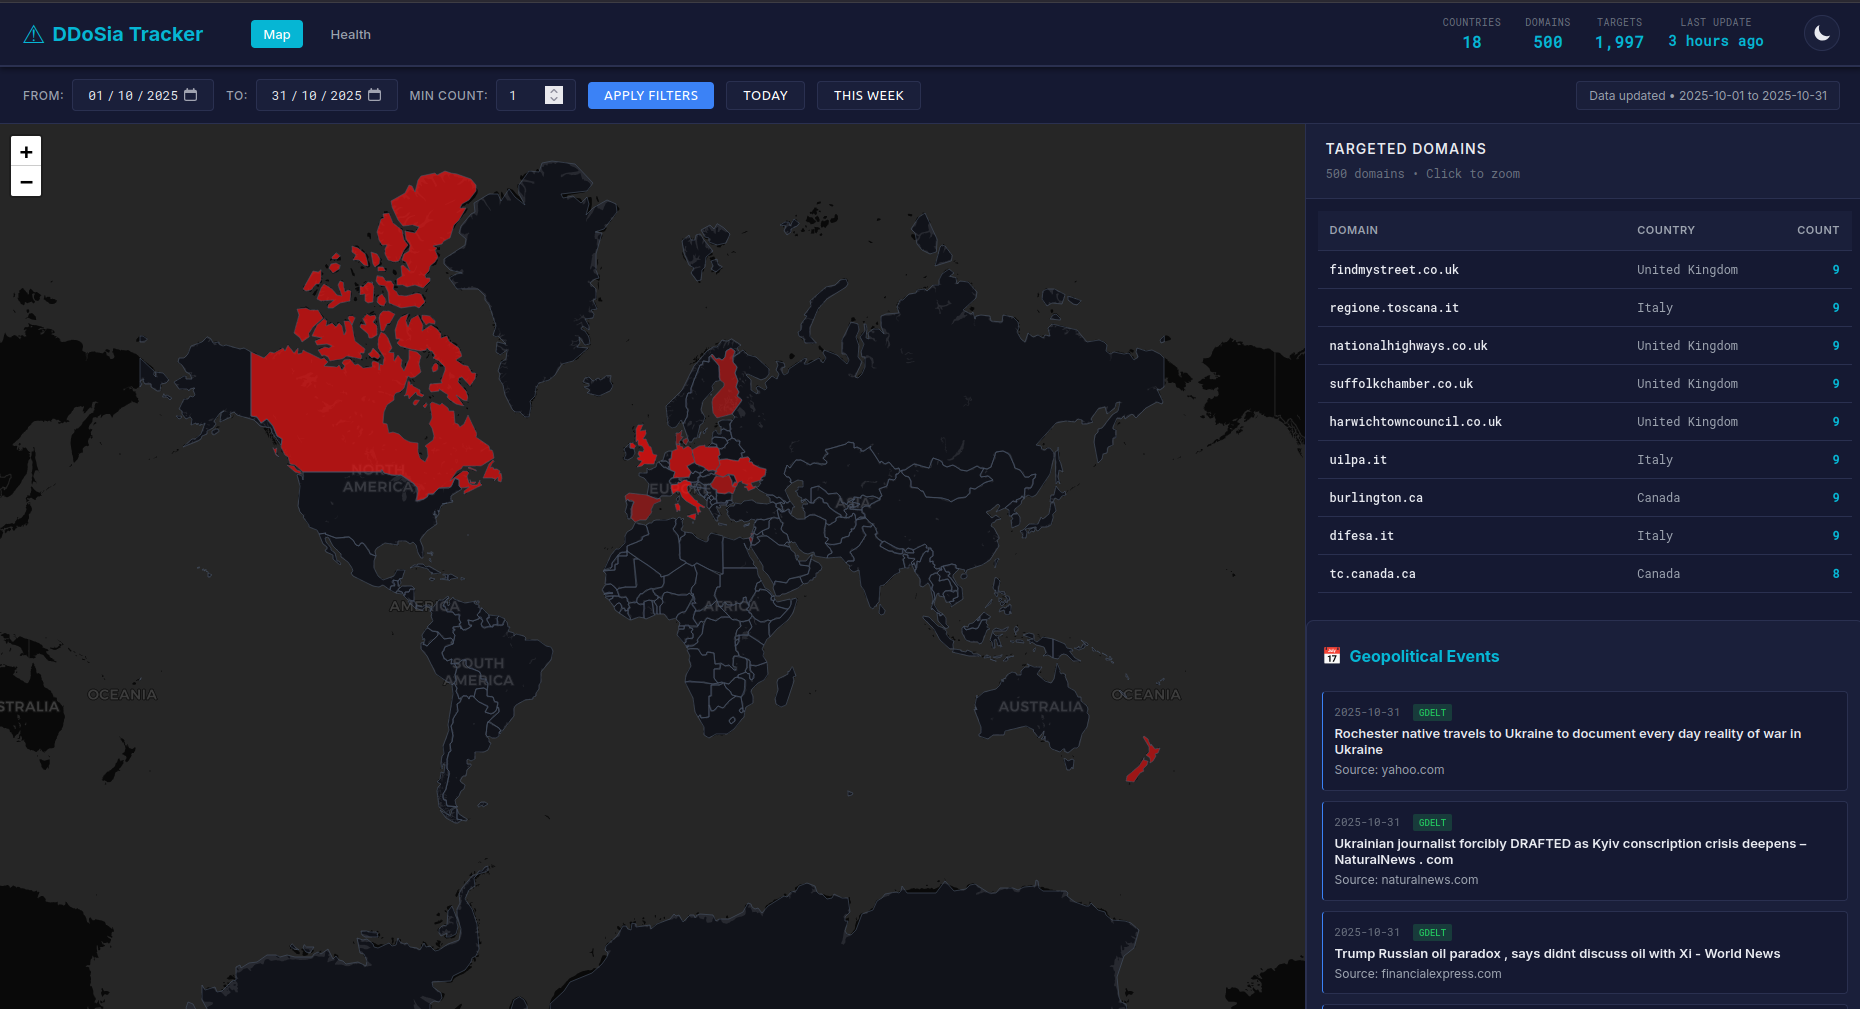 DDoSia Tracker
Map
Health
COUNTRIES
18
DOMAINS
500
TARGETS
1,997
LAST UPDATE
3 hours ago
FROM: 01 / 10 / 2025
TO: 31 / 10 / 2025
MIN COUNT: 1
APPLY FILTERS
TODAY
THIS WEEK
Data updated • 2025-10-01 to 2025-10-31
+
−
NORTH
AMERICA
EUROPE
ASIA
AMERICA
AFRICA
SOUTH
AMERICA
OCEANIA
STRALIA
AUSTRALIA
OCEANIA
TARGETED DOMAINS
500 domains • Click to zoom
DOMAIN COUNTRY COUNT
findmystreet.co.uk United Kingdom 9
regione.toscana.it Italy 9
nationalhighways.co.uk United Kingdom 9
suffolkchamber.co.uk United Kingdom 9
harwichtowncouncil.co.uk United Kingdom 9
uilpa.it Italy 9
burlington.ca Canada 9
difesa.it Italy 9
tc.canada.ca Canada 8
Geopolitical Events
2025-10-31 GDELT
Rochester native travels to Ukraine to document every day reality of war in
Ukraine
Source: yahoo.com
2025-10-31 GDELT
Ukrainian journalist forcibly DRAFTED as Kyiv conscription crisis deepens –
NaturalNews . com
Source: naturalnews.com
2025-10-31 GDELT
Trump Russian oil paradox , says didnt discuss oil with Xi - World News
Source: financialexpress.com